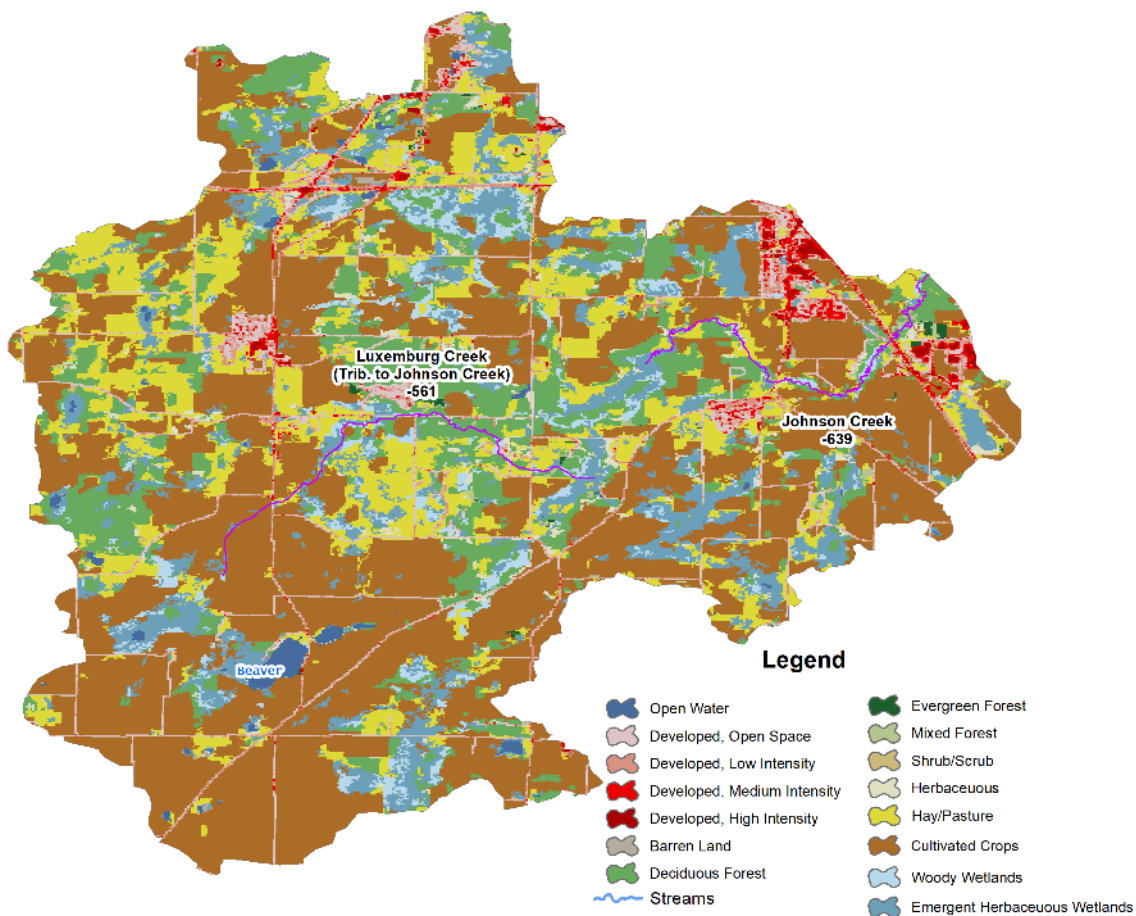 Luxemburg Creek
(Trib. to Johnson Creek)
-561
Johnson Creek
-639
Beaver
Legend
Open Water
Developed, Open Space
Developed, Low Intensity
Developed, Medium Intensity
Developed, High Intensity
Barren Land
Deciduous Forest
Streams
Evergreen Forest
Mixed Forest
Shrub/Scrub
Herbaceuous
Hay/Pasture
Cultivated Crops
Woody Wetlands
Emergent Herbaceuous Wetlands